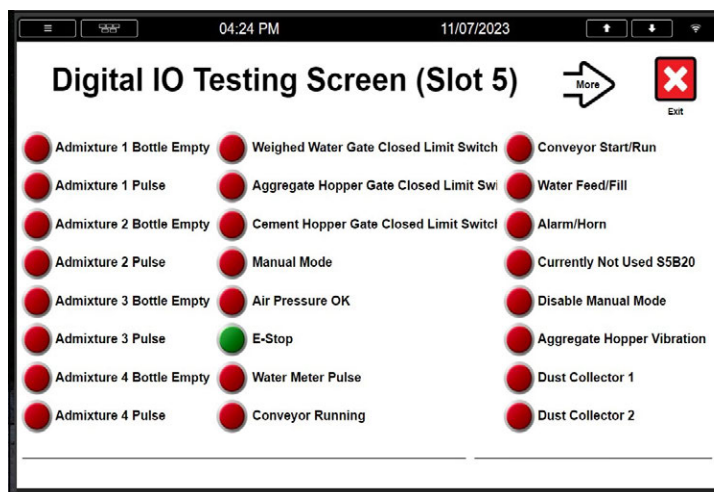 04:24 PM 11/07/2023
Digital IO Testing Screen (Slot 5)
More
Exit
Admixture 1 Bottle Empty
Admixture 1 Pulse
Admixture 2 Bottle Empty
Admixture 2 Pulse
Admixture 3 Bottle Empty
Admixture 3 Pulse
Admixture 4 Bottle Empty
Admixture 4 Pulse
Weighed Water Gate Closed Limit Switch
Aggregate Hopper Gate Closed Limit Swi
Cement Hopper Gate Closed Limit Switch
Manual Mode
Air Pressure OK
E-Stop
Water Meter Pulse
Conveyor Running
Conveyor Start/Run
Water Feed/Fill
Alarm/Horn
Currently Not Used S5B20
Disable Manual Mode
Aggregate Hopper Vibration
Dust Collector 1
Dust Collector 2